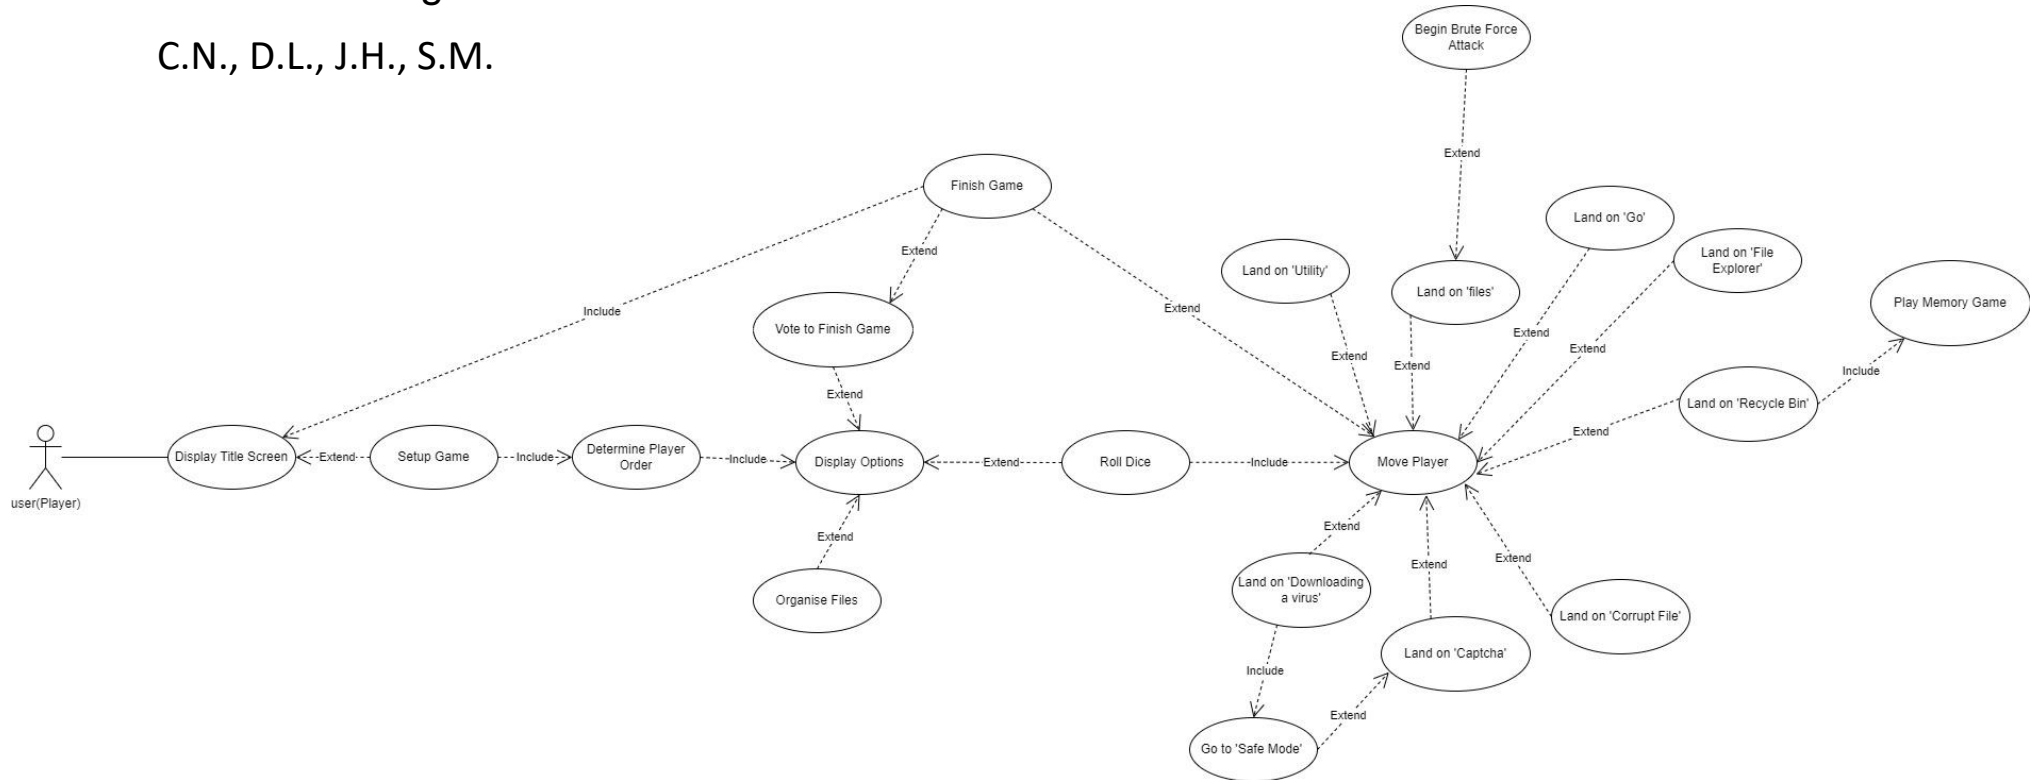 C.N., D.L., J.H., S.M.
Begin Brute Force
Attack
Extend
Finish Game
Land on 'Go'
Land on 'File
Explorer'
Extend
Land on 'Utility'
Land on 'files'
Play Memory Game
Include
Extend
Vote to Finish Game
Extend
Extend
Extend
Extend
Extend
Include
Land on 'Recycle Bin'
Extend
user(Player)
Display Title Screen
Extend
Setup Game
Include
Determine Player
Order
Include
Display Options
Extend
Roll Dice
Include
Move Player
Extend
Organise Files
Extend
Extend
Extend
Land on 'Downloading
a virus'
Land on 'Corrupt File'
Land on 'Captcha'
Include
Extend
Go to 'Safe Mode'